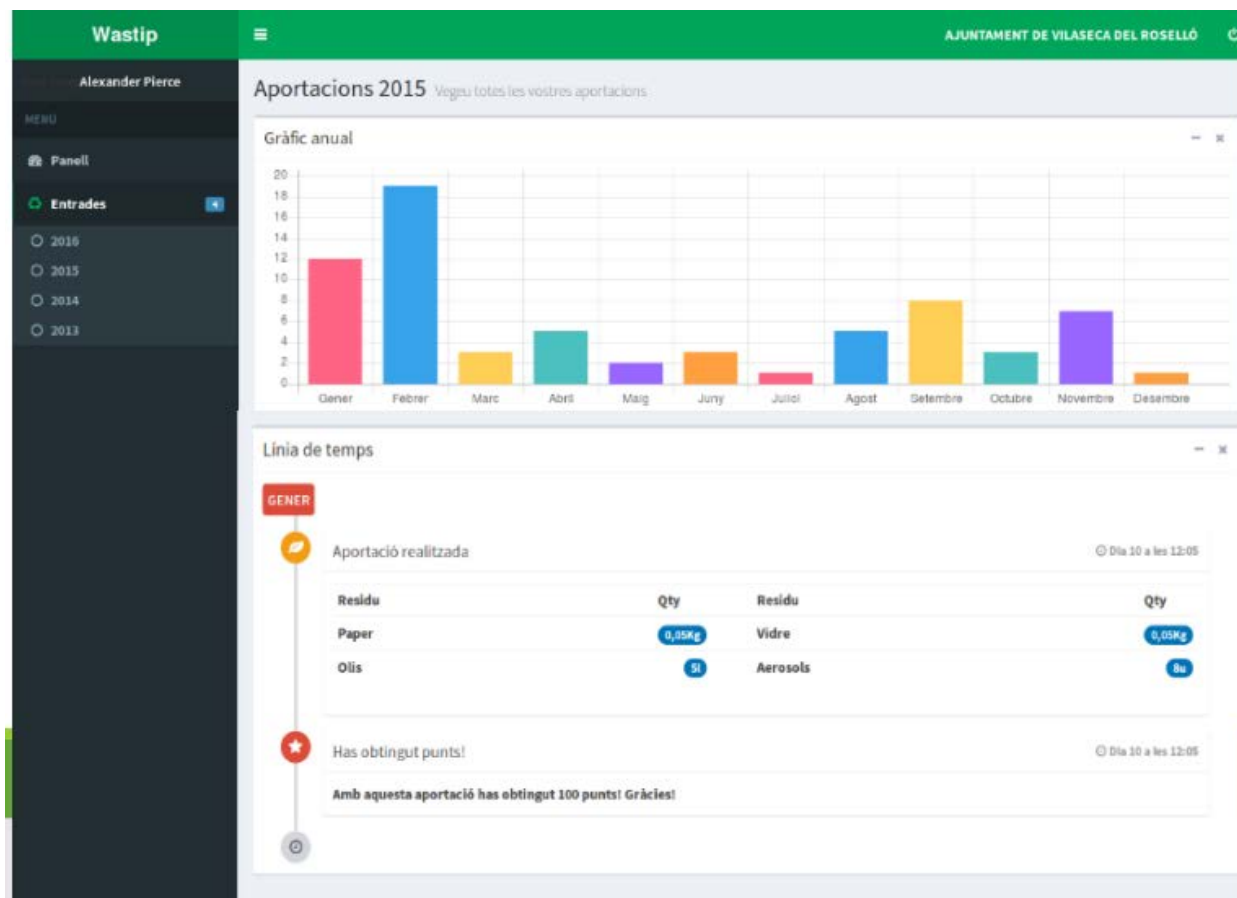 Wastip
AJUNTAMENT DE VILASECA DEL ROSELLÓ
Alexander Pierce
MENÚ
Panell
Entrades
2016
2015
2014
2013
Aportacions 2015 Vegeu totes les vostres aportacions
Gràfic anual
20
18
16
14
12
10
8
6
4
2
0
Gener Febrer Marc Abril Maig Juny Juliol Agost Setembre Octubre Novembre Desembre
Línia de temps
GENER
Aportació realitzada Dia 10 a les 12:05
Residu Qty Residu Qty
Paper 0,05Kg Vidre 0,05Kg
Olis 5l Aerosols 8u
Has obtingut punts! Dia 10 a les 12:05
Amb aquesta aportació has obtingut 100 punts! Gràcies!